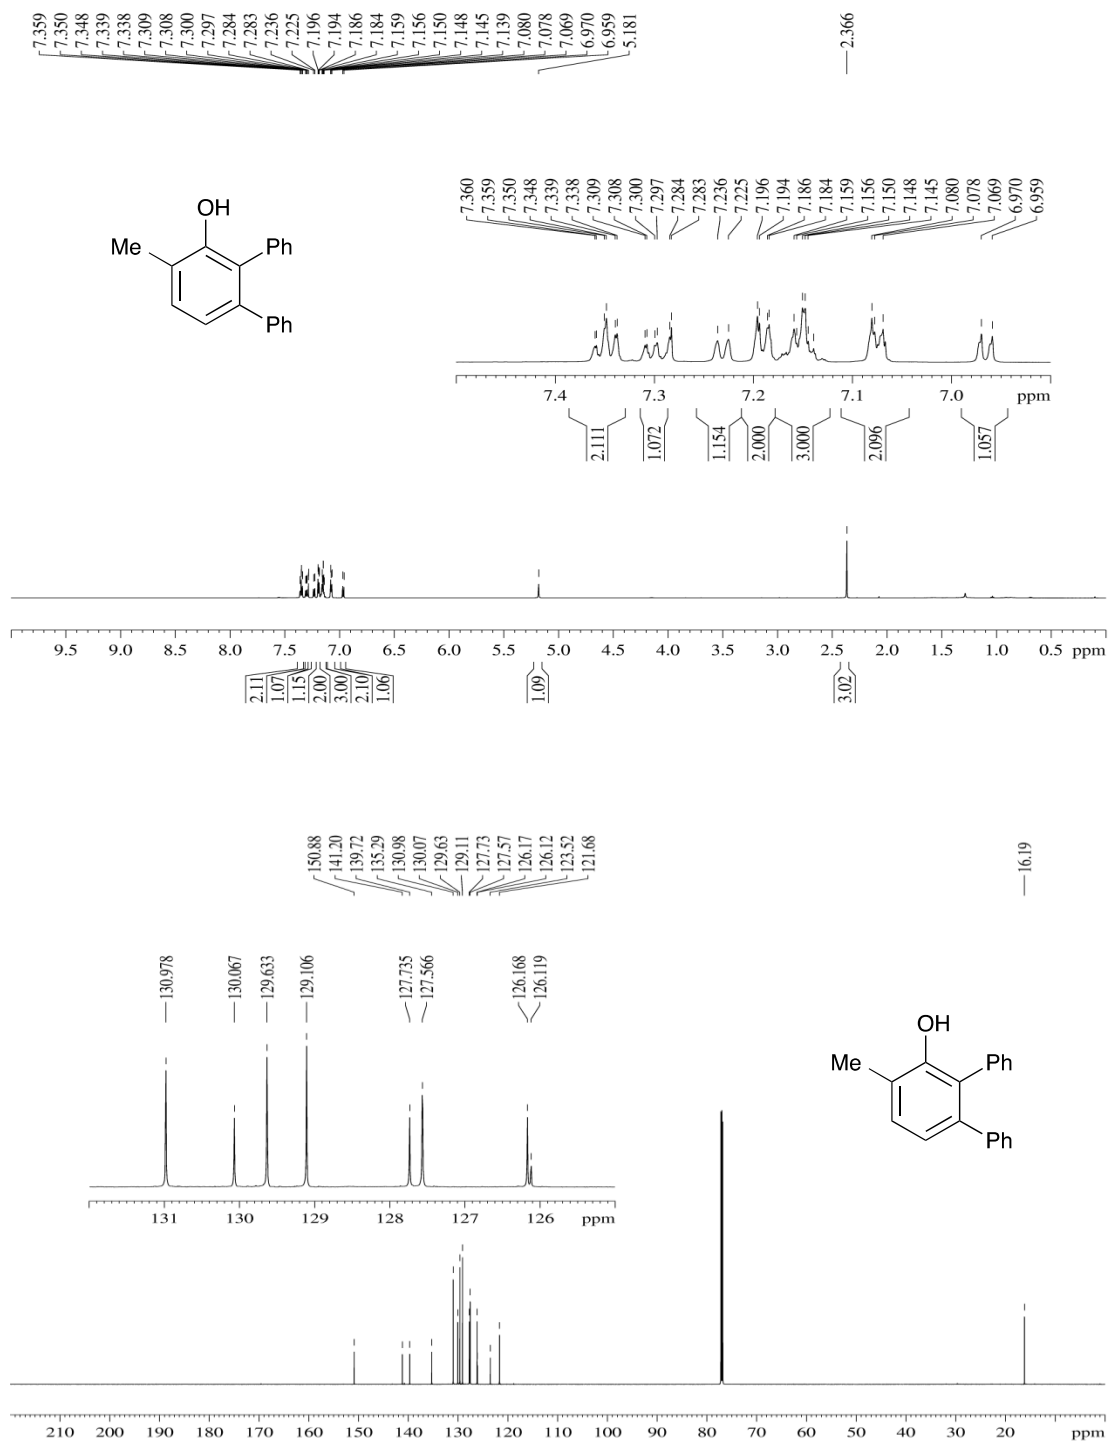 7.359 7.350 7.348 7.339 7.338 7.309 7.308 7.300 7.297 7.284 7.283 7.236 7.225 7.196 7.194 7.186 7.184 7.159 7.156 7.150 7.148 7.145 7.139 7.080 7.078 7.069 6.970 6.959 5.181 2.366
7.360 7.359 7.350 7.348 7.339 7.338 7.309 7.308 7.300 7.297 7.284 7.283 7.236 7.225 7.196 7.194 7.186 7.184 7.159 7.156 7.150 7.148 7.145 7.080 7.078 7.069 6.970 6.959
OH
Me
Ph
Ph
7.4 7.3 7.2 7.1 7.0 ppm
2.111 1.072 1.154 2.000 3.000 2.096 1.057
9.5 9.0 8.5 8.0 7.5 7.0 6.5 6.0 5.5 5.0 4.5 4.0 3.5 3.0 2.5 2.0 1.5 1.0 0.5 ppm
2.11 1.07 1.15 2.00 3.00 2.10 1.06 1.09 3.02
150.88 141.20 139.72 135.29 130.98 130.07 129.63 129.11 127.73 127.57 126.17 126.12 123.52 121.68 16.19
130.978 130.067 129.633 129.106 127.735 127.566 126.168 126.119
OH
Me
Ph
Ph
131 130 129 128 127 126 ppm
210 200 190 180 170 160 150 140 130 120 110 100 90 80 70 60 50 40 30 20 ppm